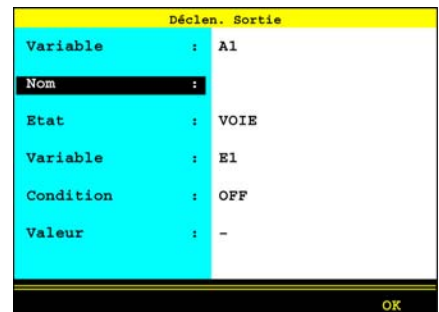 Déclen. Sortie
Variable : A1
Nom :
Etat : VOIE
Variable : E1
Condition : OFF
Valeur : -
OK